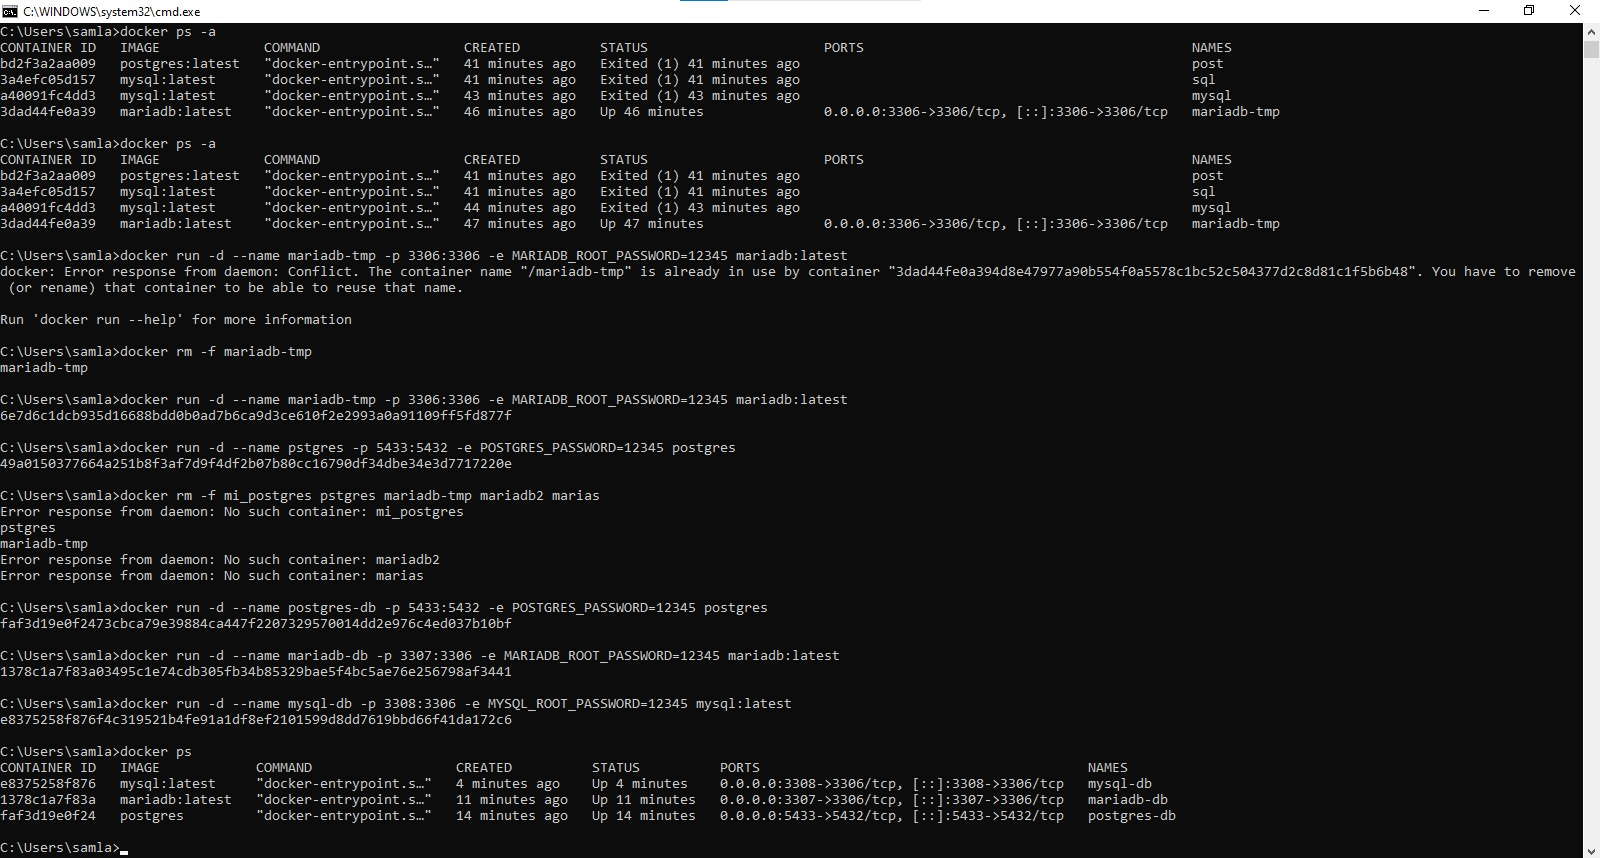 C:\WINDOWS\system32\cmd.exe
C:\Users\samla>docker ps -a
CONTAINER ID   IMAGE             COMMAND                  CREATED          STATUS                      PORTS                                         NAMES
bd2f3a2aa009   postgres:latest   "docker-entrypoint.s…"   41 minutes ago   Exited (1) 41 minutes ago                                                 post
3a4efc05d157   mysql:latest      "docker-entrypoint.s…"   41 minutes ago   Exited (1) 41 minutes ago                                                 sql
a40091fc4dd3   mysql:latest      "docker-entrypoint.s…"   43 minutes ago   Exited (1) 43 minutes ago                                                 mysql
3dad44fe0a39   mariadb:latest    "docker-entrypoint.s…"   46 minutes ago   Up 46 minutes               0.0.0.0:3306->3306/tcp, [::]:3306->3306/tcp   mariadb-tmp
C:\Users\samla>docker ps -a
CONTAINER ID   IMAGE             COMMAND                  CREATED          STATUS                      PORTS                                         NAMES
bd2f3a2aa009   postgres:latest   "docker-entrypoint.s…"   41 minutes ago   Exited (1) 41 minutes ago                                                 post
3a4efc05d157   mysql:latest      "docker-entrypoint.s…"   41 minutes ago   Exited (1) 41 minutes ago                                                 sql
a40091fc4dd3   mysql:latest      "docker-entrypoint.s…"   44 minutes ago   Exited (1) 43 minutes ago                                                 mysql
3dad44fe0a39   mariadb:latest    "docker-entrypoint.s…"   47 minutes ago   Up 47 minutes               0.0.0.0:3306->3306/tcp, [::]:3306->3306/tcp   mariadb-tmp
C:\Users\samla>docker run -d --name mariadb-tmp -p 3306:3306 -e MARIADB_ROOT_PASSWORD=12345 mariadb:latest
docker: Error response from daemon: Conflict. The container name "/mariadb-tmp" is already in use by container "3dad44fe0a394d8e47977a90b554f0a5578c1bc52c504377d2c8d81c1f5b6b48". You have to remove
 (or rename) that container to be able to reuse that name.
Run 'docker run --help' for more information
C:\Users\samla>docker rm -f mariadb-tmp
mariadb-tmp
C:\Users\samla>docker run -d --name mariadb-tmp -p 3306:3306 -e MARIADB_ROOT_PASSWORD=12345 mariadb:latest
6e7d6c1dcb935d16688bdd0b0ad7b6ca9d3ce610f2e2993a0a91109ff5fd877f
C:\Users\samla>docker run -d --name pstgres -p 5433:5432 -e POSTGRES_PASSWORD=12345 postgres
49a0150377664a251b8f3af7d9f4df2b07b80cc16790df34dbe34e3d7717220e
C:\Users\samla>docker rm -f mi_postgres pstgres mariadb-tmp mariadb2 marias
Error response from daemon: No such container: mi_postgres
pstgres
mariadb-tmp
Error response from daemon: No such container: mariadb2
Error response from daemon: No such container: marias
C:\Users\samla>docker run -d --name postgres-db -p 5433:5432 -e POSTGRES_PASSWORD=12345 postgres
faf3d19e0f2473cbca79e39884ca447f2207329570014dd2e976c4ed037b10bf
C:\Users\samla>docker run -d --name mariadb-db -p 3307:3306 -e MARIADB_ROOT_PASSWORD=12345 mariadb:latest
1378c1a7f83a03495c1e74cdb305fb34b85329bae5f4bc5ae76e256798af3441
C:\Users\samla>docker run -d --name mysql-db -p 3308:3306 -e MYSQL_ROOT_PASSWORD=12345 mysql:latest
e8375258f876f4c319521b4fe91a1df8ef2101599d8dd7619bbd66f41da172c6
C:\Users\samla>docker ps
CONTAINER ID   IMAGE            COMMAND                  CREATED          STATUS          PORTS                                         NAMES
e8375258f876   mysql:latest     "docker-entrypoint.s…"   4 minutes ago    Up 4 minutes    0.0.0.0:3308->3306/tcp, [::]:3308->3306/tcp   mysql-db
1378c1a7f83a   mariadb:latest   "docker-entrypoint.s…"   11 minutes ago   Up 11 minutes   0.0.0.0:3307->3306/tcp, [::]:3307->3306/tcp   mariadb-db
faf3d19e0f24   postgres         "docker-entrypoint.s…"   14 minutes ago   Up 14 minutes   0.0.0.0:5433->5432/tcp, [::]:5433->5432/tcp   postgres-db
C:\Users\samla>